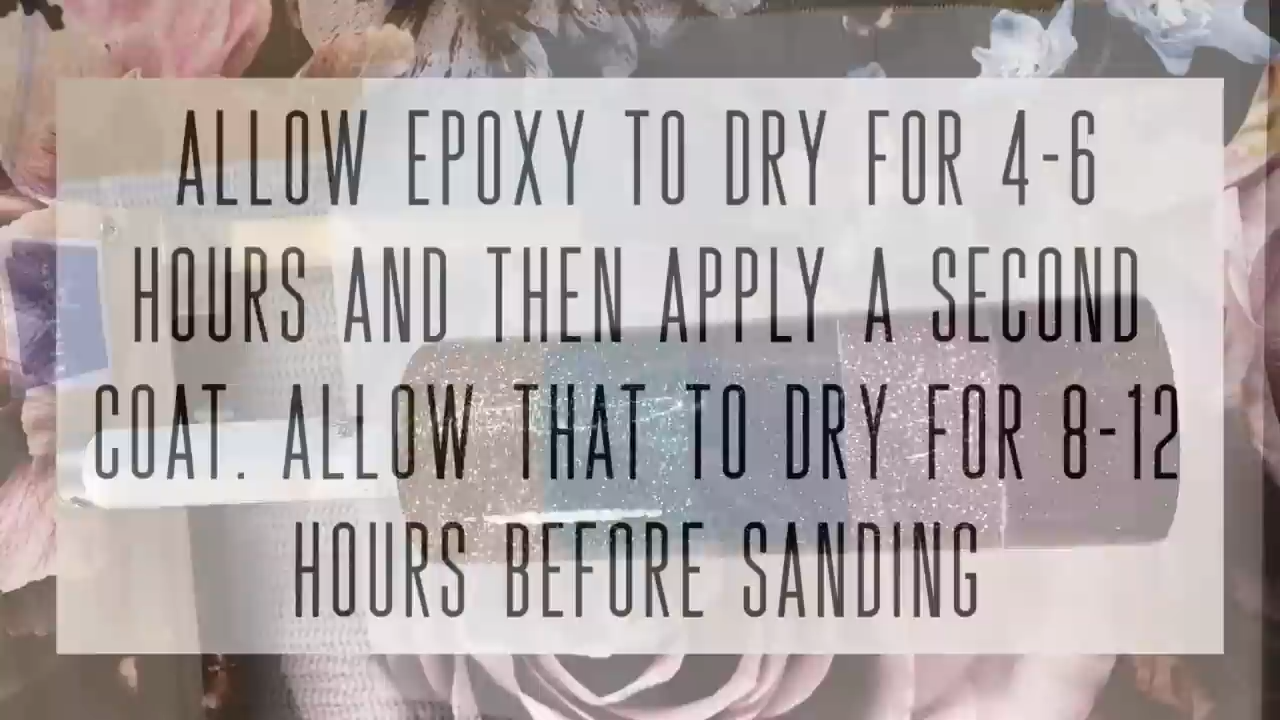 ALLOW EPOXY TO DRY FOR 4-6
HOURS AND THEN APPLY A SECOND
COAT. ALLOW THAT TO DRY FOR 8-12
HOURS BEFORE SANDING